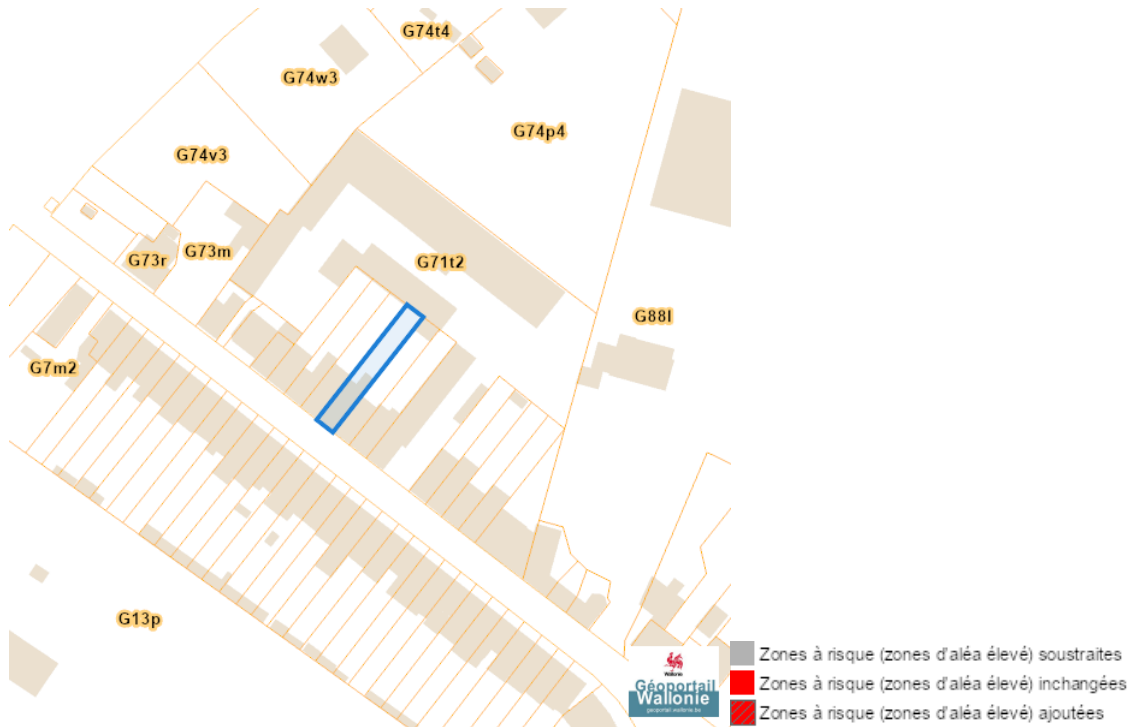 G74t4
G74w3
G74p4
G74v3
G73m
G73r
G71t2
G88l
G7m2
G13p
Wallonie
Géoportail
Wallonie
geoportail.wallonie.be
Zones à risque (zones d'aléa élevé) soustraites
Zones à risque (zones d'aléa élevé) inchangées
Zones à risque (zones d'aléa élevé) ajoutées